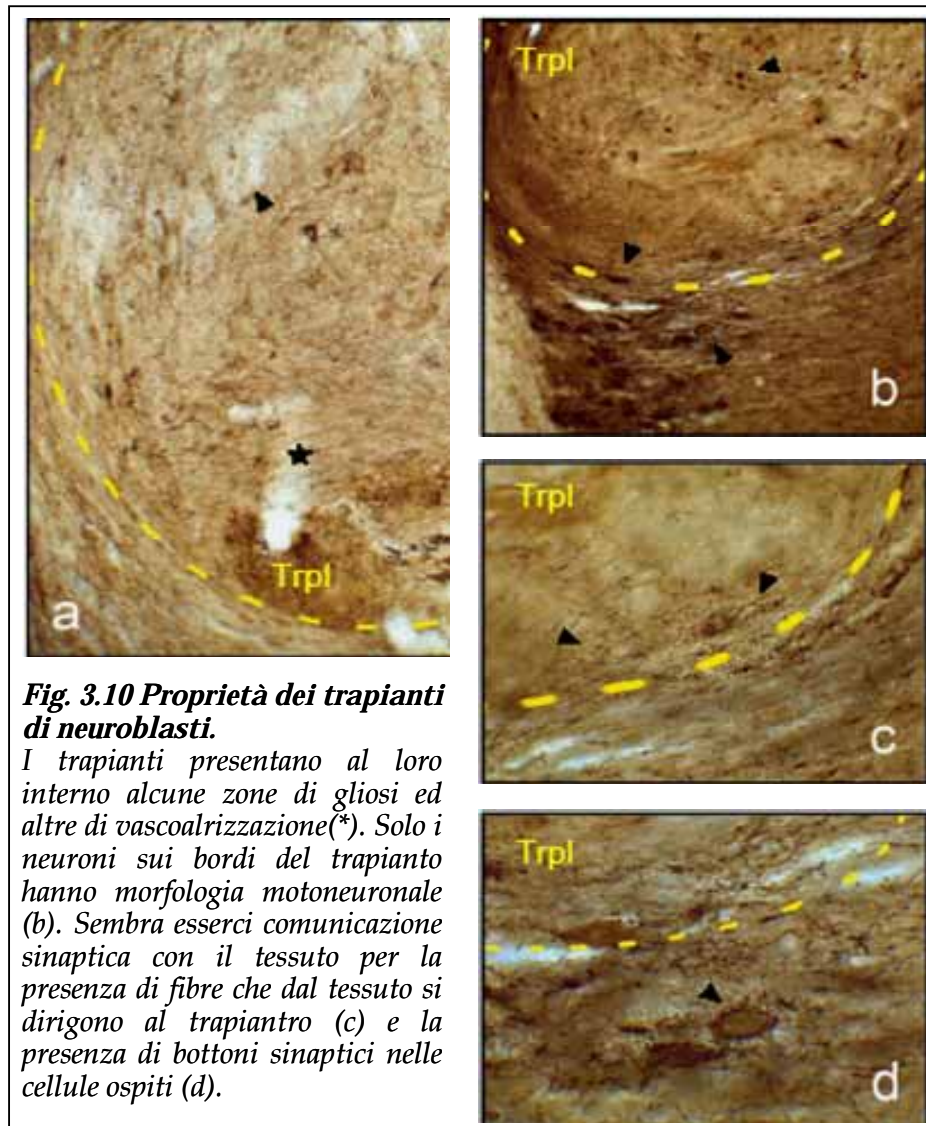 Trpl
a
Trpl
b
Trpl
c
Trpl
d
Fig. 3.10 Proprietà dei trapianti
di neuroblasti.
I trapianti presentano al loro
interno alcune zone di gliosi ed
altre di vascoalrizzazione(*). Solo i
neuroni sui bordi del trapianto
hanno morfologia motoneuronale
(b). Sembra esserci comunicazione
sinaptica con il tessuto per la
presenza di fibre che dal tessuto si
dirigono al trapiantro (c) e la
presenza di bottoni sinaptici nelle
cellule ospiti (d).